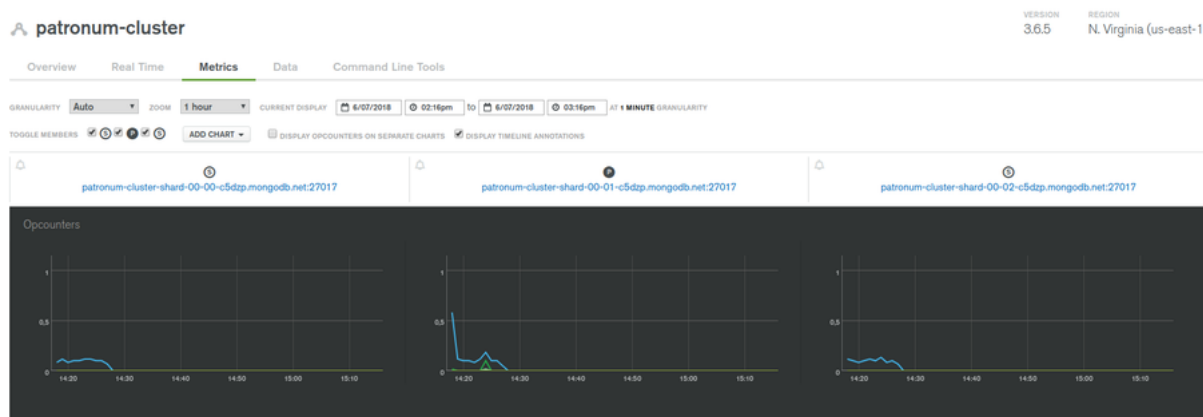 VERSION REGION
patronum-cluster 3.6.5 N. Virginia (us-east-1
Overview Real Time Metrics Data Command Line Tools
GRANULARITY Auto ZOOM 1 hour CURRENT DISPLAY 6/07/2018 02:16pm to 6/07/2018 03:16pm AT 1 MINUTE GRANULARITY
TOGGLE MEMBERS S P S ADD CHART DISPLAY OPCOUNTERS ON SEPARATE CHARTS DISPLAY TIMELINE ANNOTATIONS
S P S
patronum-cluster-shard-00-00-c5dzp.mongodb.net:27017 patronum-cluster-shard-00-01-c5dzp.mongodb.net:27017 patronum-cluster-shard-00-02-c5dzp.mongodb.net:27017
Opcounters
1 1 1
0,5 0,5 0,5
0 0 0
14:20 14:30 14:40 14:50 15:00 15:10 14:20 14:30 14:40 14:50 15:00 15:10 14:20 14:30 14:40 14:50 15:00 15:10